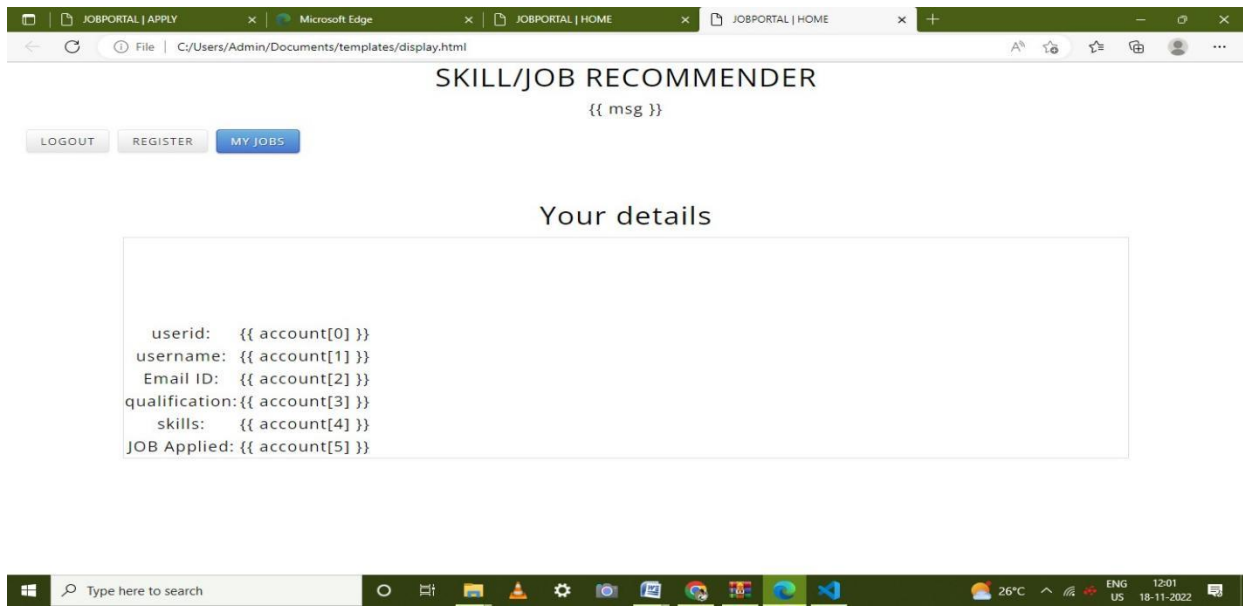 JOBPORTAL | APPLY
Microsoft Edge
JOBPORTAL | HOME
JOBPORTAL | HOME
File | C:/Users/Admin/Documents/templates/display.html
SKILL/JOB RECOMMENDER
{{ msg }}
LOGOUT REGISTER MY JOBS
Your details
userid: {{ account[0] }}
username: {{ account[1] }}
Email ID: {{ account[2] }}
qualification: {{ account[3] }}
skills: {{ account[4] }}
JOB Applied: {{ account[5] }}
Type here to search
26°C
ENG
US
12:01
18-11-2022